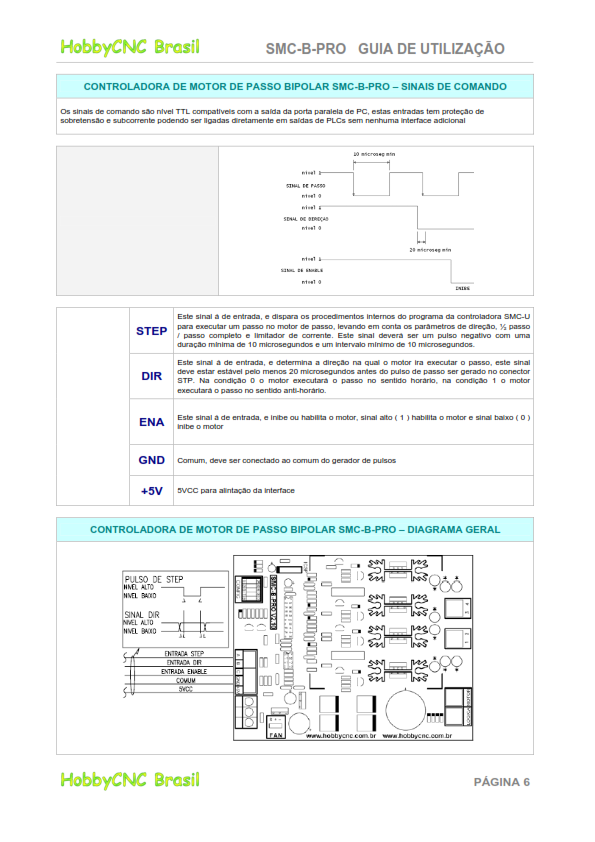 HobbyCNC Brasil
SMC-B-PRO GUIA DE UTILIZAÇÃO
CONTROLADORA DE MOTOR DE PASSO BIPOLAR SMC-B-PRO – SINAIS DE COMANDO
Os sinais de comando são nível TTL compatíveis com a saída da porta paralela de PC, estas entradas tem proteção de
sobretensão e subcorrente podendo ser ligadas diretamente em saídas de PLCs sem nenhuma interface adicional
10 microseg min
nivel 1
SINAL DE PASSO
nivel 0
nivel 1
SINAL DE DIREÇAO
nivel 0
20 microseg min
nivel 1
SINAL DE ENABLE
nivel 0
INIBE
STEP
Este sinal á de entrada, e dispara os procedimentos internos do programa da controladora SMC-U
para executar um passo no motor de passo, levando em conta os parâmetros de direção, ½ passo
/ passo completo e limitador de corrente. Este sinal deverá ser um pulso negativo com uma
duração mínima de 10 microsegundos e um intervalo mínimo de 10 microsegundos.
DIR
Este sinal á de entrada, e determina a direção na qual o motor ira executar o passo, este sinal
deve estar estável pelo menos 20 microsegundos antes do pulso de passo ser gerado no conector
STP. Na condição 0 o motor executará o passo no sentido horário, na condição 1 o motor
executará o passo no sentido anti-horário.
ENA
Este sinal á de entrada, e inibe ou habilita o motor, sinal alto ( 1 ) habilita o motor e sinal baixo ( 0 )
inibe o motor
GND
Comum, deve ser conectado ao comum do gerador de pulsos
+5V
5VCC para alintação da interface
CONTROLADORA DE MOTOR DE PASSO BIPOLAR SMC-B-PRO – DIAGRAMA GERAL
PULSO DE STEP
NIVEL ALTO
NIVEL BAIXO
SINAL DIR
NIVEL ALTO
NIVEL BAIXO
ENTRADA STEP
ENTRADA DIR
ENTRADA ENABLE
COMUM
5VCC
FAN
www.hobbycnc.com.br www.hobbycnc.com.br
HobbyCNC Brasil
PÁGINA 6